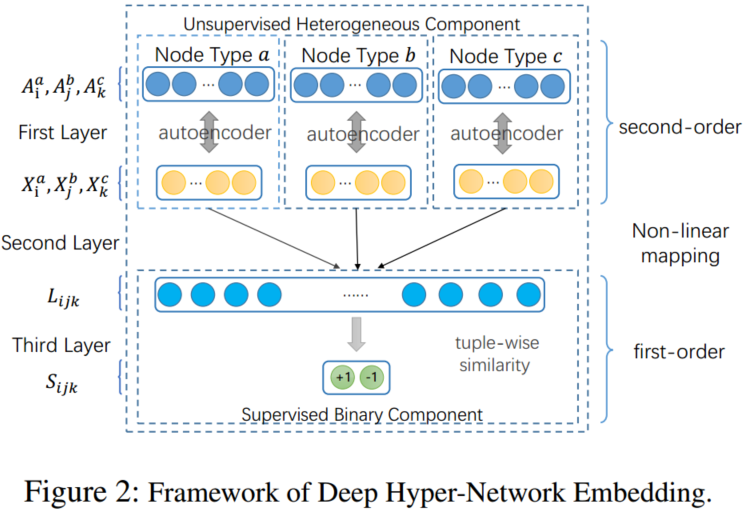 Unsupervised Heterogeneous Component
Node Type a
Node Type b
Node Type c
A_i^a, A_j^b, A_k^c
... ... ...
First Layer
autoencoder
autoencoder
autoencoder
second-order
X_i^a, X_j^b, X_k^c
... ... ...
Second Layer
Non-linear
mapping
L_{ijk}
......
Third Layer
tuple-wise
similarity
first-order
S_{ijk}
+1 -1
Supervised Binary Component
Figure 2: Framework of Deep Hyper-Network Embedding.